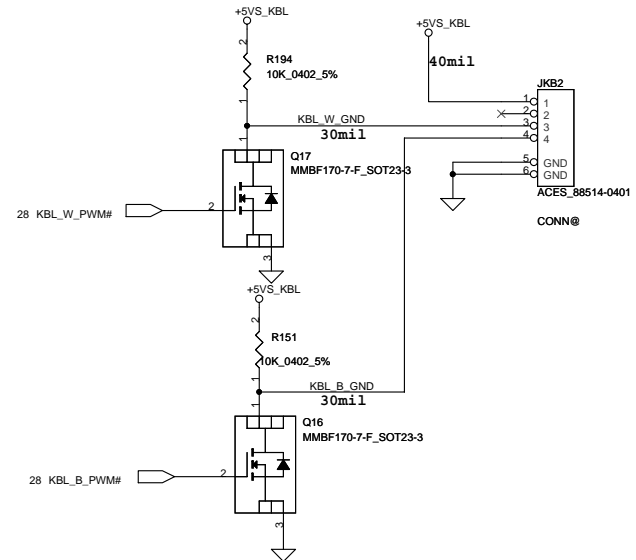 +5VS_KBL
2
R194
10K_0402_5%
1
KBL_W_GND
30mil
1
Q17
MMBF170-7-F_SOT23-3
28 KBL_W_PWM#
2
3
+5VS_KBL
40mil
JKB2
1 1
2 2
3 3
4 4
5 GND
6 GND
ACES_88514-0401
CONN@
+5VS_KBL
2
R151
10K_0402_5%
1
KBL_B_GND
30mil
1
Q16
MMBF170-7-F_SOT23-3
28 KBL_B_PWM#
2
3